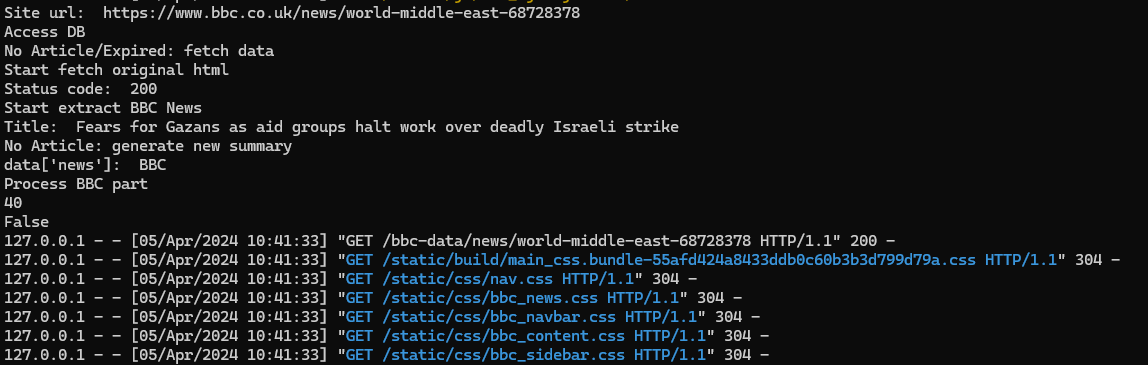 Site url:  https://www.bbc.co.uk/news/world-middle-east-68728378
Access DB
No Article/Expired: fetch data
Start fetch original html
Status code:  200
Start extract BBC News
Title:  Fears for Gazans as aid groups halt work over deadly Israeli strike
No Article: generate new summary
data['news']:  BBC
Process BBC part
40
False
127.0.0.1 - - [05/Apr/2024 10:41:33] "GET /bbc-data/news/world-middle-east-68728378 HTTP/1.1" 200 -
127.0.0.1 - - [05/Apr/2024 10:41:33] "GET /static/build/main_css.bundle-55afd424a8433ddb0c60b3b3d799d79a.css HTTP/1.1" 304 -
127.0.0.1 - - [05/Apr/2024 10:41:33] "GET /static/css/nav.css HTTP/1.1" 304 -
127.0.0.1 - - [05/Apr/2024 10:41:33] "GET /static/css/bbc_news.css HTTP/1.1" 304 -
127.0.0.1 - - [05/Apr/2024 10:41:33] "GET /static/css/bbc_navbar.css HTTP/1.1" 304 -
127.0.0.1 - - [05/Apr/2024 10:41:33] "GET /static/css/bbc_content.css HTTP/1.1" 304 -
127.0.0.1 - - [05/Apr/2024 10:41:33] "GET /static/css/bbc_sidebar.css HTTP/1.1" 304 -